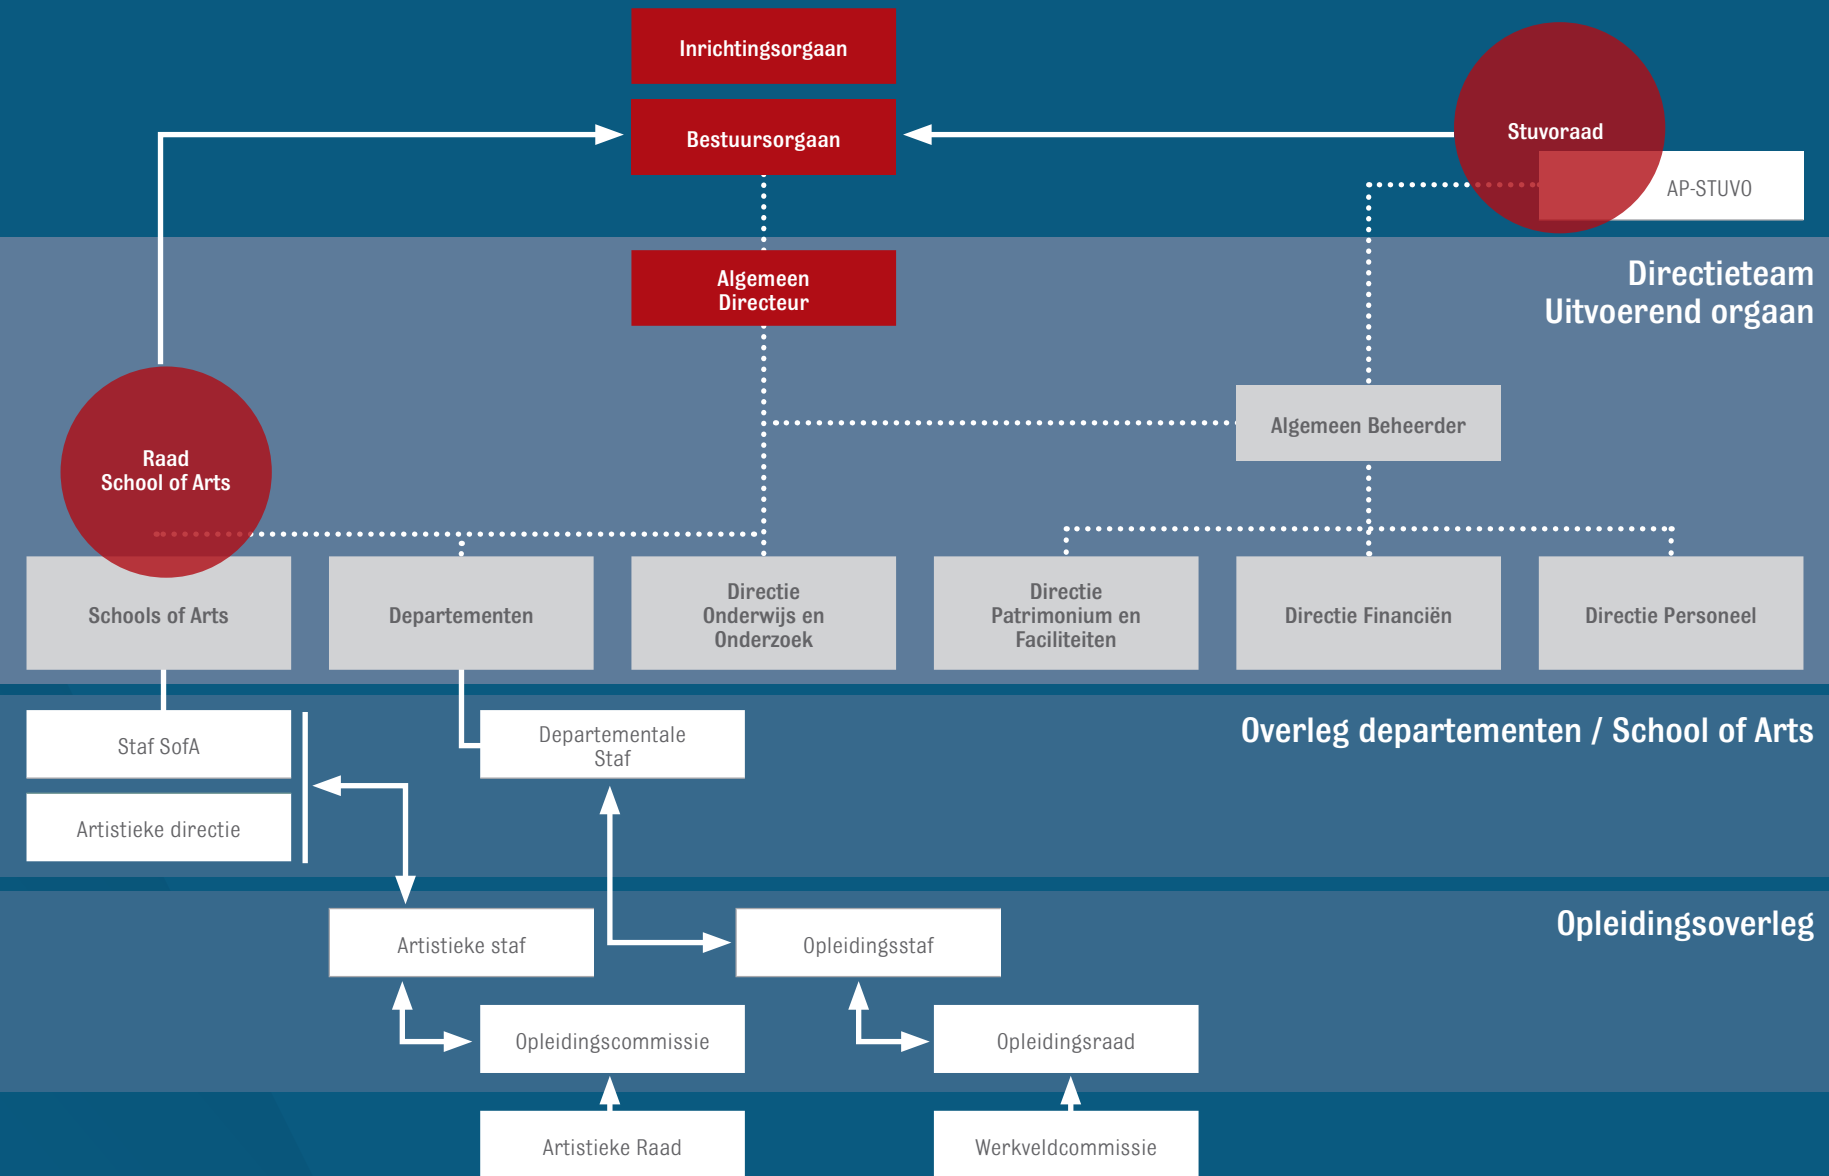 Inrichtingsorgaan
Bestuursorgaan
Stuvoraad
AP-STUVO
Directieteam
Uitvoerend orgaan
Algemeen
Directeur
Algemeen Beheerder
Raad
School of Arts
Schools of Arts
Departementen
Directie
Onderwijs en
Onderzoek
Directie
Patrimonium en
Faciliteiten
Directie Financiën
Directie Personeel
Overleg departementen / School of Arts
Staf SofA
Departementale
Staf
Artistieke directie
Opleidingsoverleg
Artistieke staf
Opleidingsstaf
Opleidingscommissie
Opleidingsraad
Artistieke Raad
Werkveldcommissie